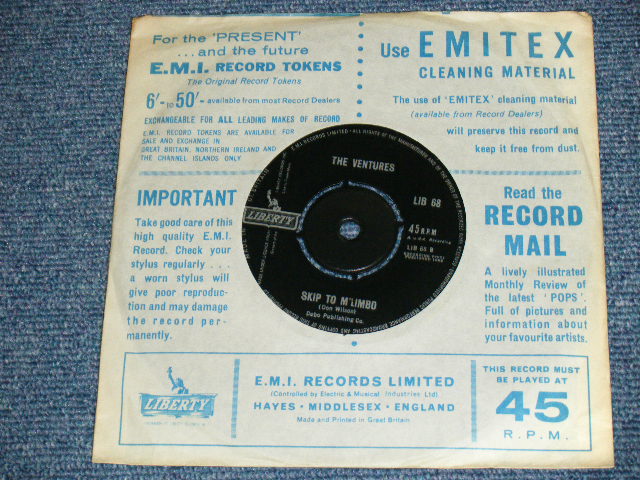 For the 'PRESENT'
...and the future
E.M.I. RECORD TOKENS
The Original Record Tokens
6'- to 50'- available from most Record Dealers
EXCHANGEABLE FOR ALL LEADING MAKES OF RECORD
E.M.I. RECORD TOKENS ARE AVAILABLE FOR
SALE AND EXCHANGE IN
GREAT BRITAIN, NORTHERN IRELAND AND
THE CHANNEL ISLANDS ONLY
Use EMITEX
CLEANING MATERIAL
The use of 'EMITEX' cleaning material
(available from Record Dealers)
will preserve this record and
keep it free from dust.
THE VENTURES
LIBERTY
LIB 68
45 R.P.M.
LIB 68 B
SKIP TO M'LIMBO
(Don Wilson)
Dobo Publishing Co.
IMPORTANT
Take good care of this
high quality E.M.I.
Record. Check your
stylus regularly ...
a worn stylus will
give poor reproduc-
tion and may damage
the record per-
manently.
Read the
RECORD
MAIL
A lively illustrated
Monthly Review of
the latest 'POPS'.
Full of pictures and
information about
your favourite artists.
LIBERTY
E.M.I. RECORDS LIMITED
(Controlled by Electric & Musical Industries Ltd)
HAYES · MIDDLESEX · ENGLAND
Made and Printed in Great Britain
THIS RECORD MUST
BE PLAYED AT
45
R.P.M.